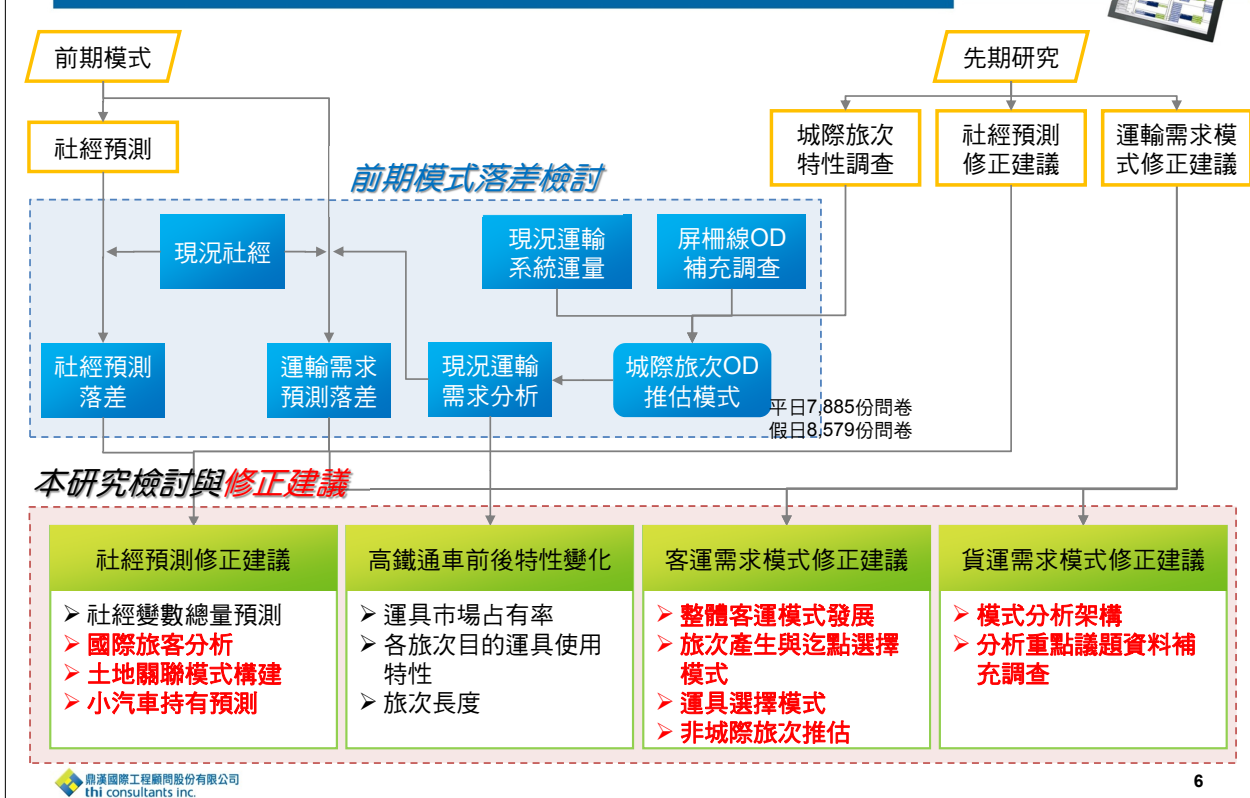 前期模式
先期研究
社經預測
城際旅次
特性調查
社經預測
修正建議
運輸需求模
式修正建議
前期模式落差檢討
現況社經
現況運輸
系統運量
屏柵線OD
補充調查
社經預測
落差
運輸需求
預測落差
現況運輸
需求分析
城際旅次OD
推估模式
平日7,885份問卷
假日8,579份問卷
本研究檢討與修正建議
社經預測修正建議
➢ 社經變數總量預測
➢ 國際旅客分析
➢ 土地關聯模式構建
➢ 小汽車持有預測
高鐵通車前後特性變化
➢ 運具市場占有率
➢ 各旅次目的運具使用
特性
➢ 旅次長度
客運需求模式修正建議
➢ 整體客運模式發展
➢ 旅次產生與迄點選擇
模式
➢ 運具選擇模式
➢ 非城際旅次推估
貨運需求模式修正建議
➢ 模式分析架構
➢ 分析重點議題資料補
充調查
鼎漢國際工程顧問股份有限公司
thi consultants inc.
6